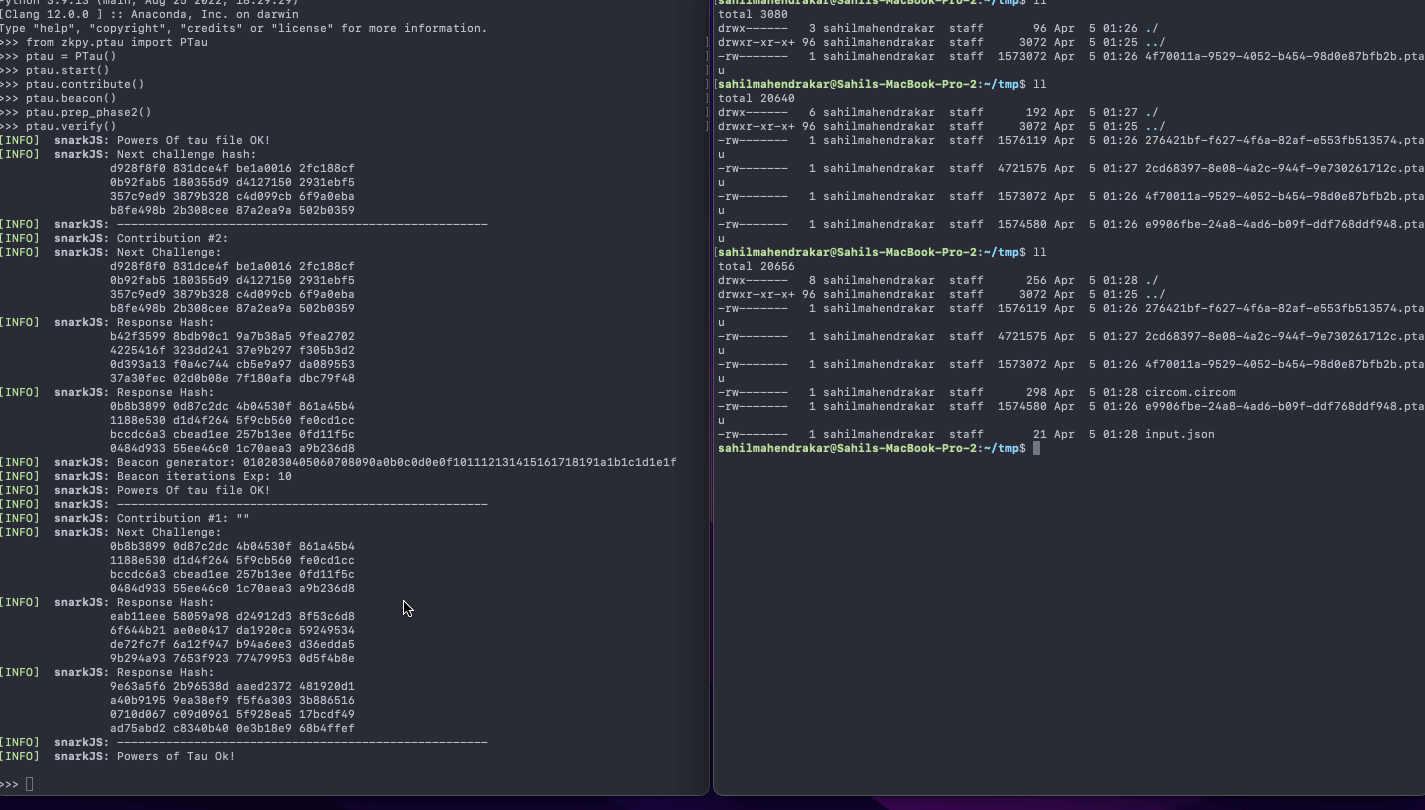 Python 3.9.13 (main, Aug 25 2022, 18:29:29)
[Clang 12.0.0 ] :: Anaconda, Inc. on darwin
Type "help", "copyright", "credits" or "license" for more information.
>>> from zkpy.ptau import PTau
>>> ptau = PTau()
>>> ptau.start()
>>> ptau.contribute()
>>> ptau.beacon()
>>> ptau.prep_phase2()
>>> ptau.verify()
[INFO]  snarkJS: Powers Of tau file OK!
[INFO]  snarkJS: Next challenge hash:
d928f8f0 831dce4f be1a0016 2fc188cf
0b92fab5 180355d9 d4127150 2931ebf5
357c9ed9 3879b328 c4d099cb 6f9a0eba
b8fe498b 2b308cee 87a2ea9a 502b0359
[INFO]  snarkJS: -----------------------------------------------------
[INFO]  snarkJS: Contribution #2:
[INFO]  snarkJS: Next Challenge:
d928f8f0 831dce4f be1a0016 2fc188cf
0b92fab5 180355d9 d4127150 2931ebf5
357c9ed9 3879b328 c4d099cb 6f9a0eba
b8fe498b 2b308cee 87a2ea9a 502b0359
[INFO]  snarkJS: Response Hash:
b42f3599 8bdb90c1 9a7b38a5 9fea2702
4225416f 323dd241 37e9b297 f305b3d2
0d393a13 f0a4c744 cb5e9a97 da089553
37a30fec 02d0b08e 7f180afa dbc79f48
[INFO]  snarkJS: Response Hash:
0b8b3899 0d87c2dc 4b04530f 861a45b4
1188e530 d1d4f264 5f9cb560 fe0cd1cc
bccdc6a3 cbead1ee 257b13ee 0fd11f5c
0484d933 55ee46c0 1c70aea3 a9b236d8
[INFO]  snarkJS: Beacon generator: 0102030405060708090a0b0c0d0e0f101112131415161718191a1b1c1d1e1f
[INFO]  snarkJS: Beacon iterations Exp: 10
[INFO]  snarkJS: Powers Of tau file OK!
[INFO]  snarkJS: -----------------------------------------------------
[INFO]  snarkJS: Contribution #1: ""
[INFO]  snarkJS: Next Challenge:
0b8b3899 0d87c2dc 4b04530f 861a45b4
1188e530 d1d4f264 5f9cb560 fe0cd1cc
bccdc6a3 cbead1ee 257b13ee 0fd11f5c
0484d933 55ee46c0 1c70aea3 a9b236d8
[INFO]  snarkJS: Response Hash:
eab11eee 58059a98 d24912d3 8f53c6d8
6f644b21 ae0e0417 da1920ca 59249534
de72fc7f 6a12f947 b94a6ee3 d36edda5
9b294a93 7653f923 77479953 0d5f4b8e
[INFO]  snarkJS: Response Hash:
9e63a5f6 2b96538d aaed2372 481920d1
a40b9195 9ea38ef9 f5f6a303 3b886516
0710d067 c09d0961 5f928ea5 17bcdf49
ad75abd2 c8340b40 0e3b18e9 68b4ffef
[INFO]  snarkJS: -----------------------------------------------------
[INFO]  snarkJS: Powers of Tau Ok!
>>>
[sahilmahendrakar@Sahils-MacBook-Pro-2:~/tmp$ ll
total 3080
drwx------   3 sahilmahendrakar  staff       96 Apr  5 01:26 ./
drwxr-xr-x+ 96 sahilmahendrakar  staff     3072 Apr  5 01:25 ../
-rw-------   1 sahilmahendrakar  staff  1573072 Apr  5 01:26 4f70011a-9529-4052-b454-98d0e87bfb2b.pta
u
[sahilmahendrakar@Sahils-MacBook-Pro-2:~/tmp$ ll
total 20640
drwx------   6 sahilmahendrakar  staff      192 Apr  5 01:27 ./
drwxr-xr-x+ 96 sahilmahendrakar  staff     3072 Apr  5 01:25 ../
-rw-------   1 sahilmahendrakar  staff  1576119 Apr  5 01:26 276421bf-f627-4f6a-82af-e553fb513574.pta
u
-rw-------   1 sahilmahendrakar  staff  4721575 Apr  5 01:27 2cd68397-8e08-4a2c-944f-9e730261712c.pta
u
-rw-------   1 sahilmahendrakar  staff  1573072 Apr  5 01:26 4f70011a-9529-4052-b454-98d0e87bfb2b.pta
u
-rw-------   1 sahilmahendrakar  staff  1574580 Apr  5 01:26 e9906fbe-24a8-4ad6-b09f-ddf768ddf948.pta
u
[sahilmahendrakar@Sahils-MacBook-Pro-2:~/tmp$ ll
total 20656
drwx------   8 sahilmahendrakar  staff      256 Apr  5 01:28 ./
drwxr-xr-x+ 96 sahilmahendrakar  staff     3072 Apr  5 01:25 ../
-rw-------   1 sahilmahendrakar  staff  1576119 Apr  5 01:26 276421bf-f627-4f6a-82af-e553fb513574.pta
u
-rw-------   1 sahilmahendrakar  staff  4721575 Apr  5 01:27 2cd68397-8e08-4a2c-944f-9e730261712c.pta
u
-rw-------   1 sahilmahendrakar  staff  1573072 Apr  5 01:26 4f70011a-9529-4052-b454-98d0e87bfb2b.pta
u
-rw-------   1 sahilmahendrakar  staff      298 Apr  5 01:28 circom.circom
-rw-------   1 sahilmahendrakar  staff  1574580 Apr  5 01:26 e9906fbe-24a8-4ad6-b09f-ddf768ddf948.pta
u
-rw-------   1 sahilmahendrakar  staff       21 Apr  5 01:28 input.json
sahilmahendrakar@Sahils-MacBook-Pro-2:~/tmp$